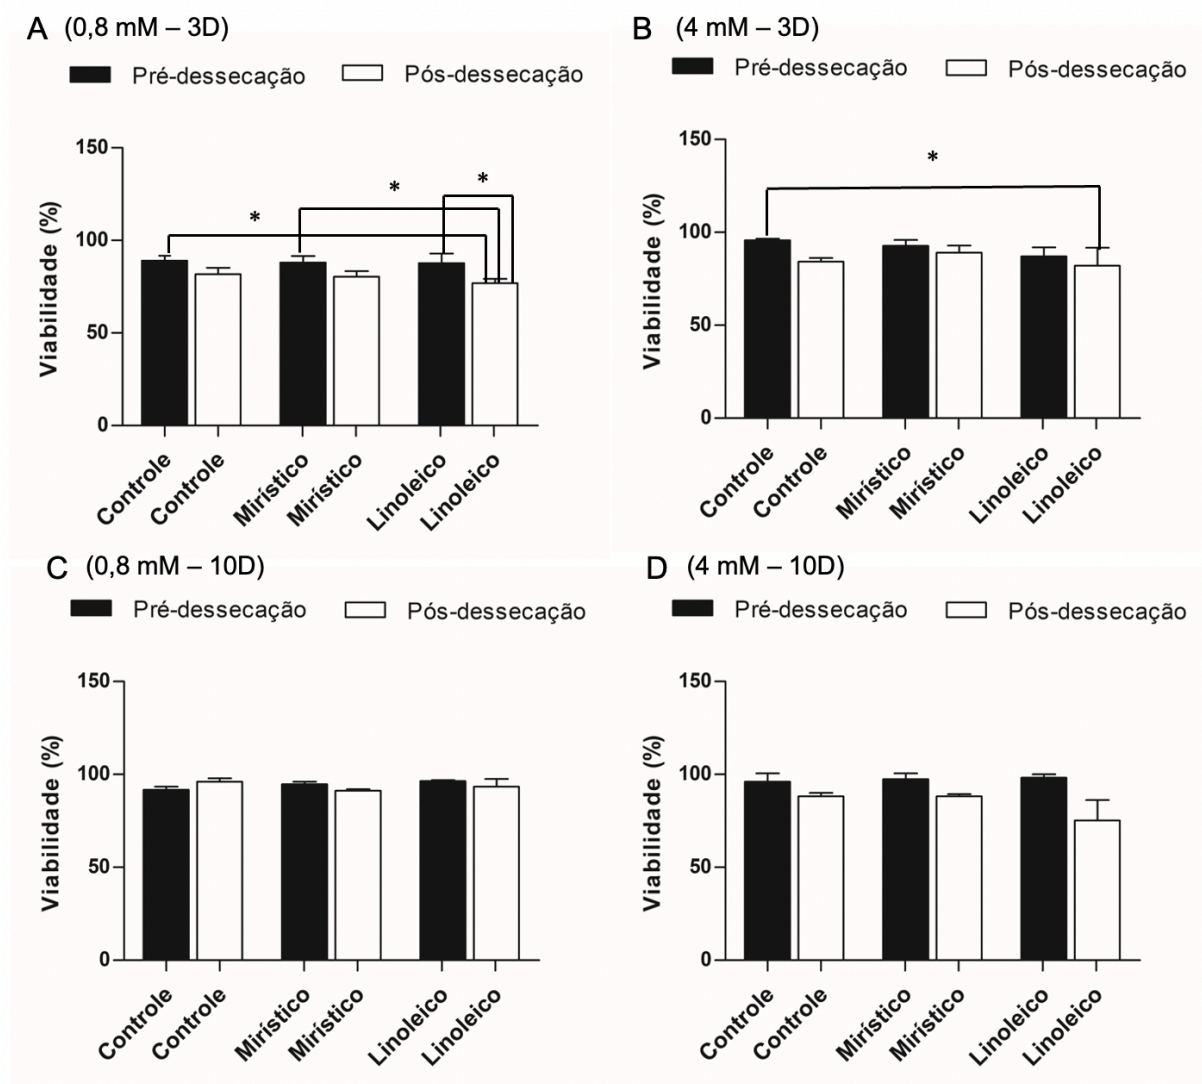 A (0,8 mM – 3D)
Pré-dessecação Pós-dessecação
Viabilidade (%)
150
100
50
0
* * *
Controle Controle Mirístico Mirístico Linoleico Linoleico
B (4 mM – 3D)
Pré-dessecação Pós-dessecação
Viabilidade (%)
150
100
50
0
*
Controle Controle Mirístico Mirístico Linoleico Linoleico
C (0,8 mM – 10D)
Pré-dessecação Pós-dessecação
Viabilidade (%)
150
100
50
0
Controle Controle Mirístico Mirístico Linoleico Linoleico
D (4 mM – 10D)
Pré-dessecação Pós-dessecação
Viabilidade (%)
150
100
50
0
Controle Controle Mirístico Mirístico Linoleico Linoleico